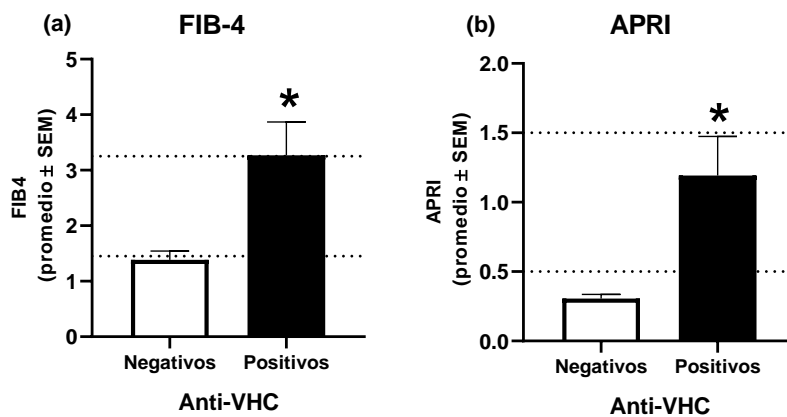 (a) FIB-4
FIB4
(promedio ± SEM)
5
4
3
2
1
0
*
Negativos Positivos
Anti-VHC
(b) APRI
APRI
(promedio ± SEM)
2.0
1.5
1.0
0.5
0.0
*
Negativos Positivos
Anti-VHC